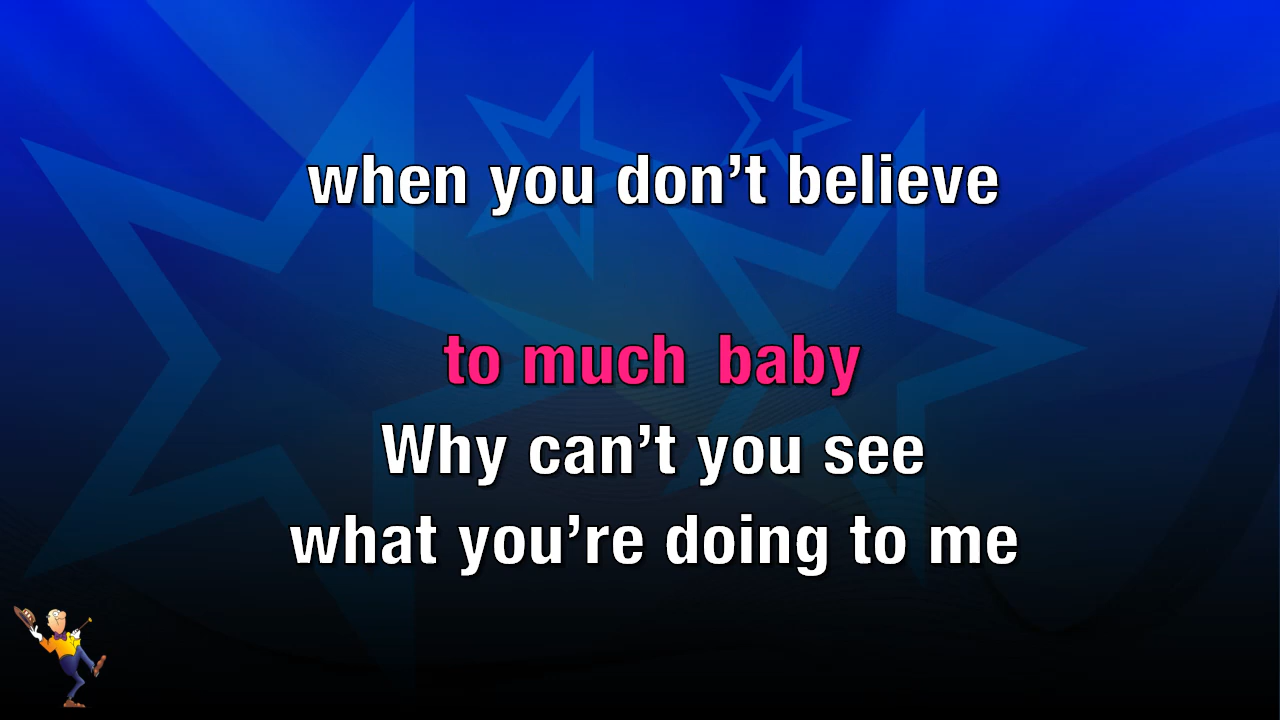 when you don’t believe
to much baby
Why can’t you see
what you’re doing to me